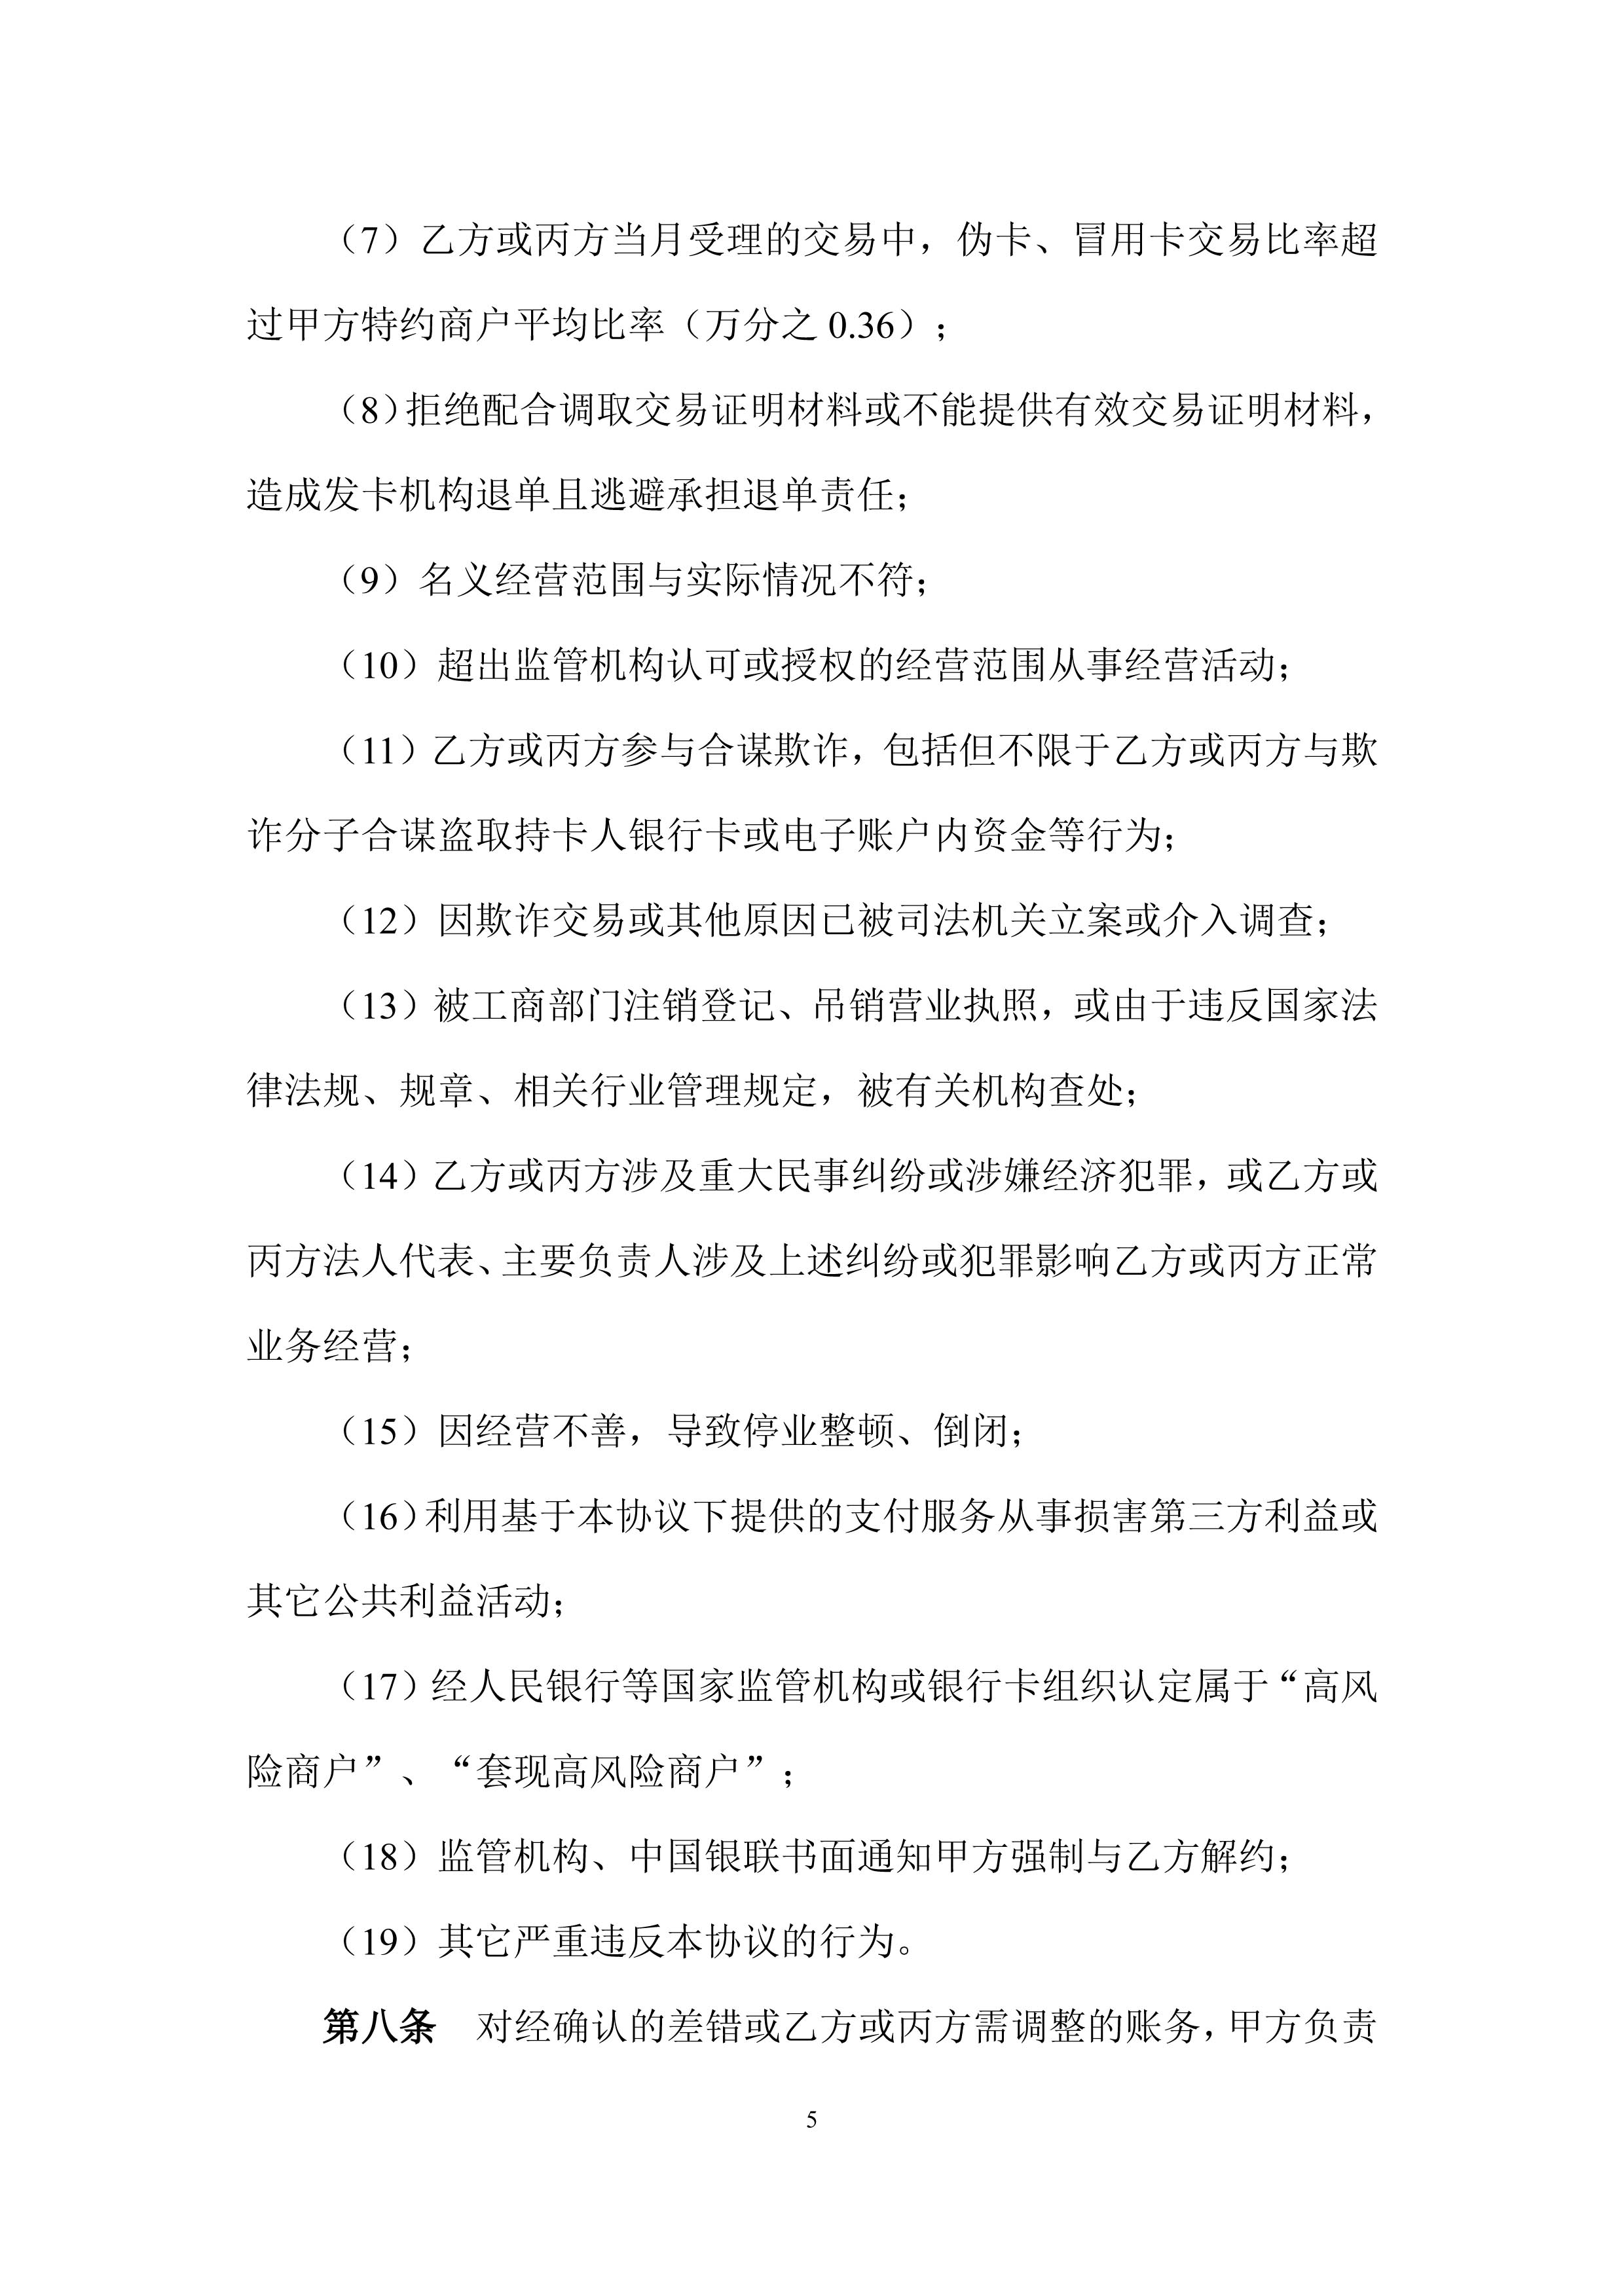 （7）乙方或丙方当月受理的交易中，伪卡、冒用卡交易比率超
过甲方特约商户平均比率（万分之 0.36）；
（8）拒绝配合调取交易证明材料或不能提供有效交易证明材料，
造成发卡机构退单且逃避承担退单责任；
（9）名义经营范围与实际情况不符；
（10）超出监管机构认可或授权的经营范围从事经营活动；
（11）乙方或丙方参与合谋欺诈，包括但不限于乙方或丙方与欺
诈分子合谋盗取持卡人银行卡或电子账户内资金等行为；
（12）因欺诈交易或其他原因已被司法机关立案或介入调查；
（13）被工商部门注销登记、吊销营业执照，或由于违反国家法
律法规、规章、相关行业管理规定，被有关机构查处；
（14）乙方或丙方涉及重大民事纠纷或涉嫌经济犯罪，或乙方或
丙方法人代表、主要负责人涉及上述纠纷或犯罪影响乙方或丙方正常
业务经营；
（15）因经营不善，导致停业整顿、倒闭；
（16）利用基于本协议下提供的支付服务从事损害第三方利益或
其它公共利益活动；
（17）经人民银行等国家监管机构或银行卡组织认定属于“高风
险商户”、“套现高风险商户”；
（18）监管机构、中国银联书面通知甲方强制与乙方解约；
（19）其它严重违反本协议的行为。
第八条　对经确认的差错或乙方或丙方需调整的账务，甲方负责
5